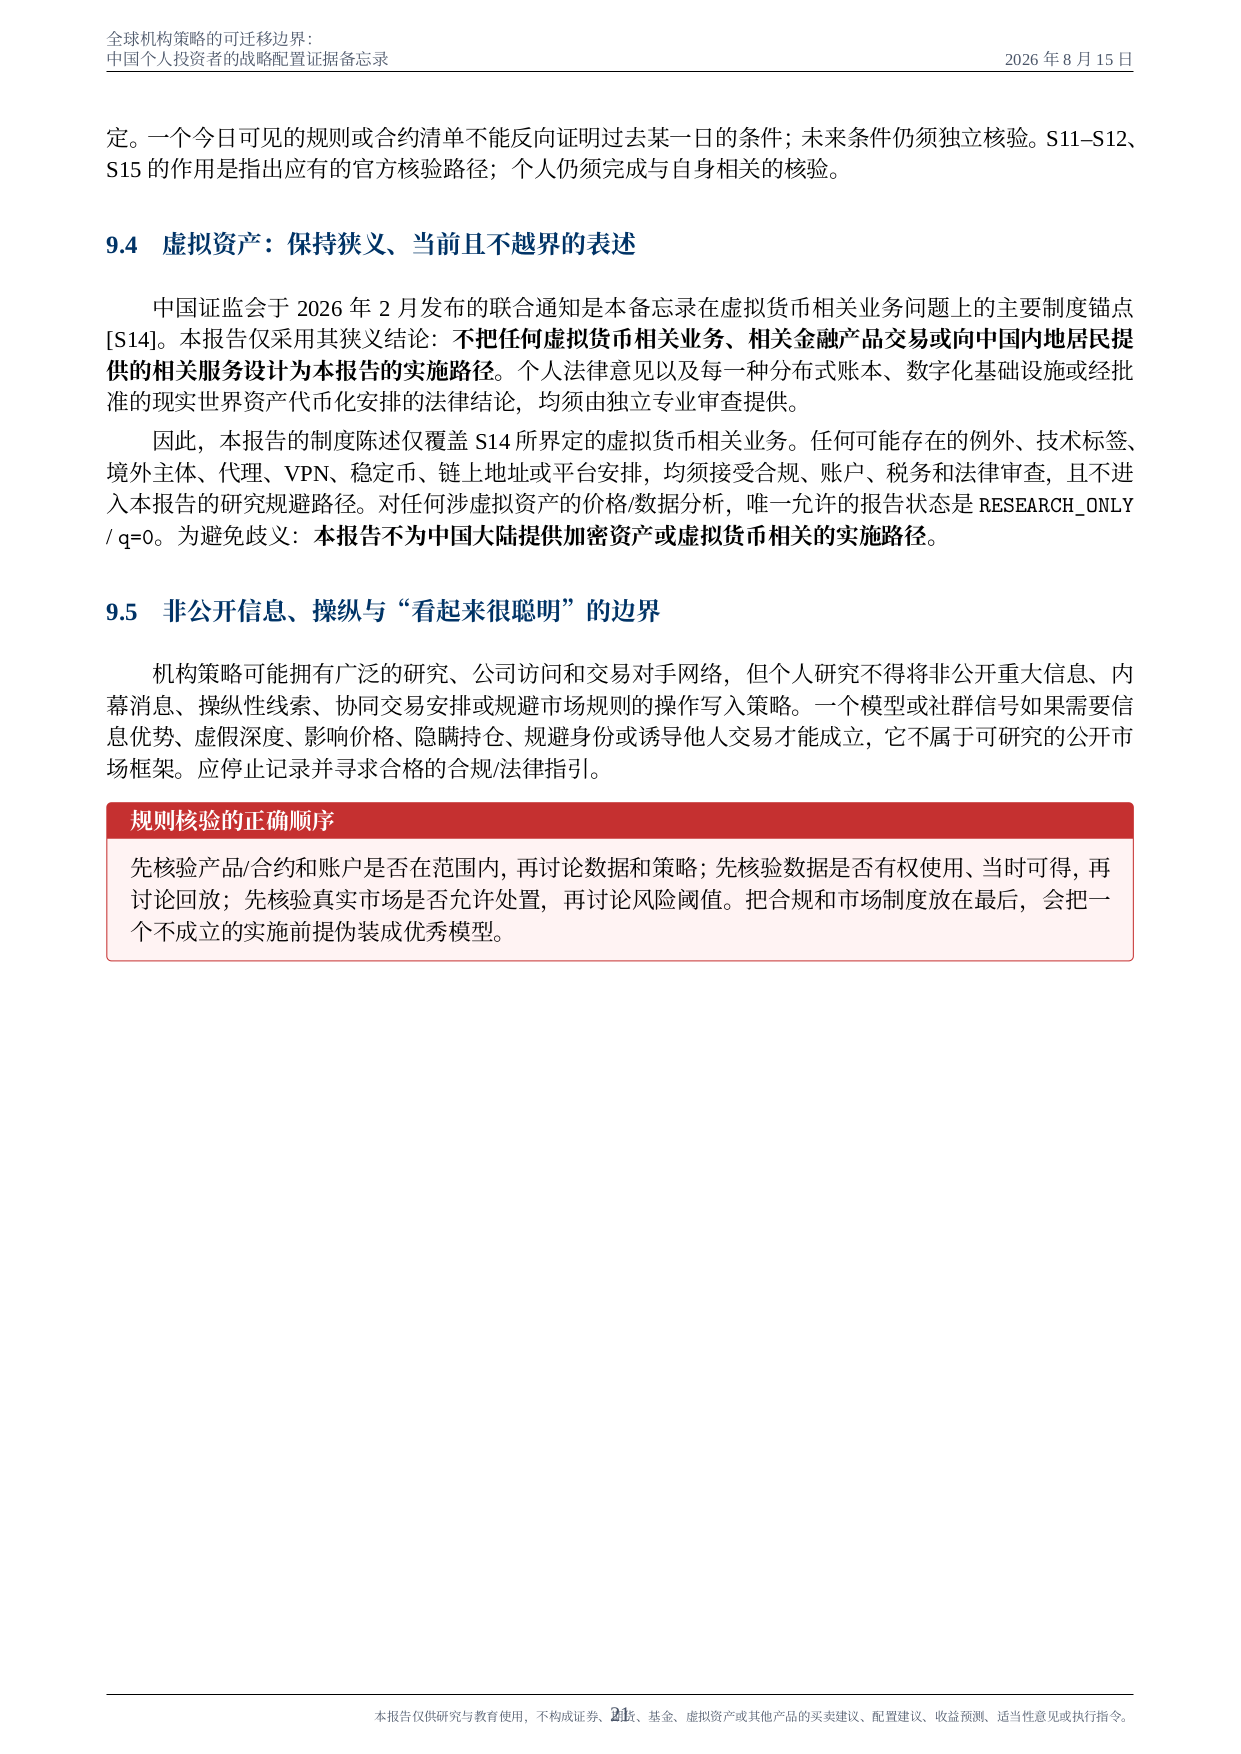 全球机构策略的可迁移边界：
中国个人投资者的战略配置证据备忘录
2026 年 8 月 15 日
定。一个今日可见的规则或合约清单不能反向证明过去某一日的条件；未来条件仍须独立核验。S11–S12、
S15 的作用是指出应有的官方核验路径；个人仍须完成与自身相关的核验。
9.4 虚拟资产：保持狭义、当前且不越界的表述
中国证监会于 2026 年 2 月发布的联合通知是本备忘录在虚拟货币相关业务问题上的主要制度锚点
[S14]。本报告仅采用其狭义结论：不把任何虚拟货币相关业务、相关金融产品交易或向中国内地居民提
供的相关服务设计为本报告的实施路径。个人法律意见以及每一种分布式账本、数字化基础设施或经批
准的现实世界资产代币化安排的法律结论，均须由独立专业审查提供。
因此，本报告的制度陈述仅覆盖 S14 所界定的虚拟货币相关业务。任何可能存在的例外、技术标签、
境外主体、代理、VPN、稳定币、链上地址或平台安排，均须接受合规、账户、税务和法律审查，且不进
入本报告的研究规避路径。对任何涉虚拟资产的价格/数据分析，唯一允许的报告状态是 RESEARCH_ONLY
/ q=0。为避免歧义：本报告不为中国大陆提供加密资产或虚拟货币相关的实施路径。
9.5 非公开信息、操纵与“看起来很聪明”的边界
机构策略可能拥有广泛的研究、公司访问和交易对手网络，但个人研究不得将非公开重大信息、内
幕消息、操纵性线索、协同交易安排或规避市场规则的操作写入策略。一个模型或社群信号如果需要信
息优势、虚假深度、影响价格、隐瞒持仓、规避身份或诱导他人交易才能成立，它不属于可研究的公开市
场框架。应停止记录并寻求合格的合规/法律指引。
规则核验的正确顺序
先核验产品/合约和账户是否在范围内，再讨论数据和策略；先核验数据是否有权使用、当时可得，再
讨论回放；先核验真实市场是否允许处置，再讨论风险阈值。把合规和市场制度放在最后，会把一
个不成立的实施前提伪装成优秀模型。
本报告仅供研究与教育使用，不构成证券、期货、基金、虚拟资产或其他产品的买卖建议、配置建议、收益预测、适当性意见或执行指令。
21